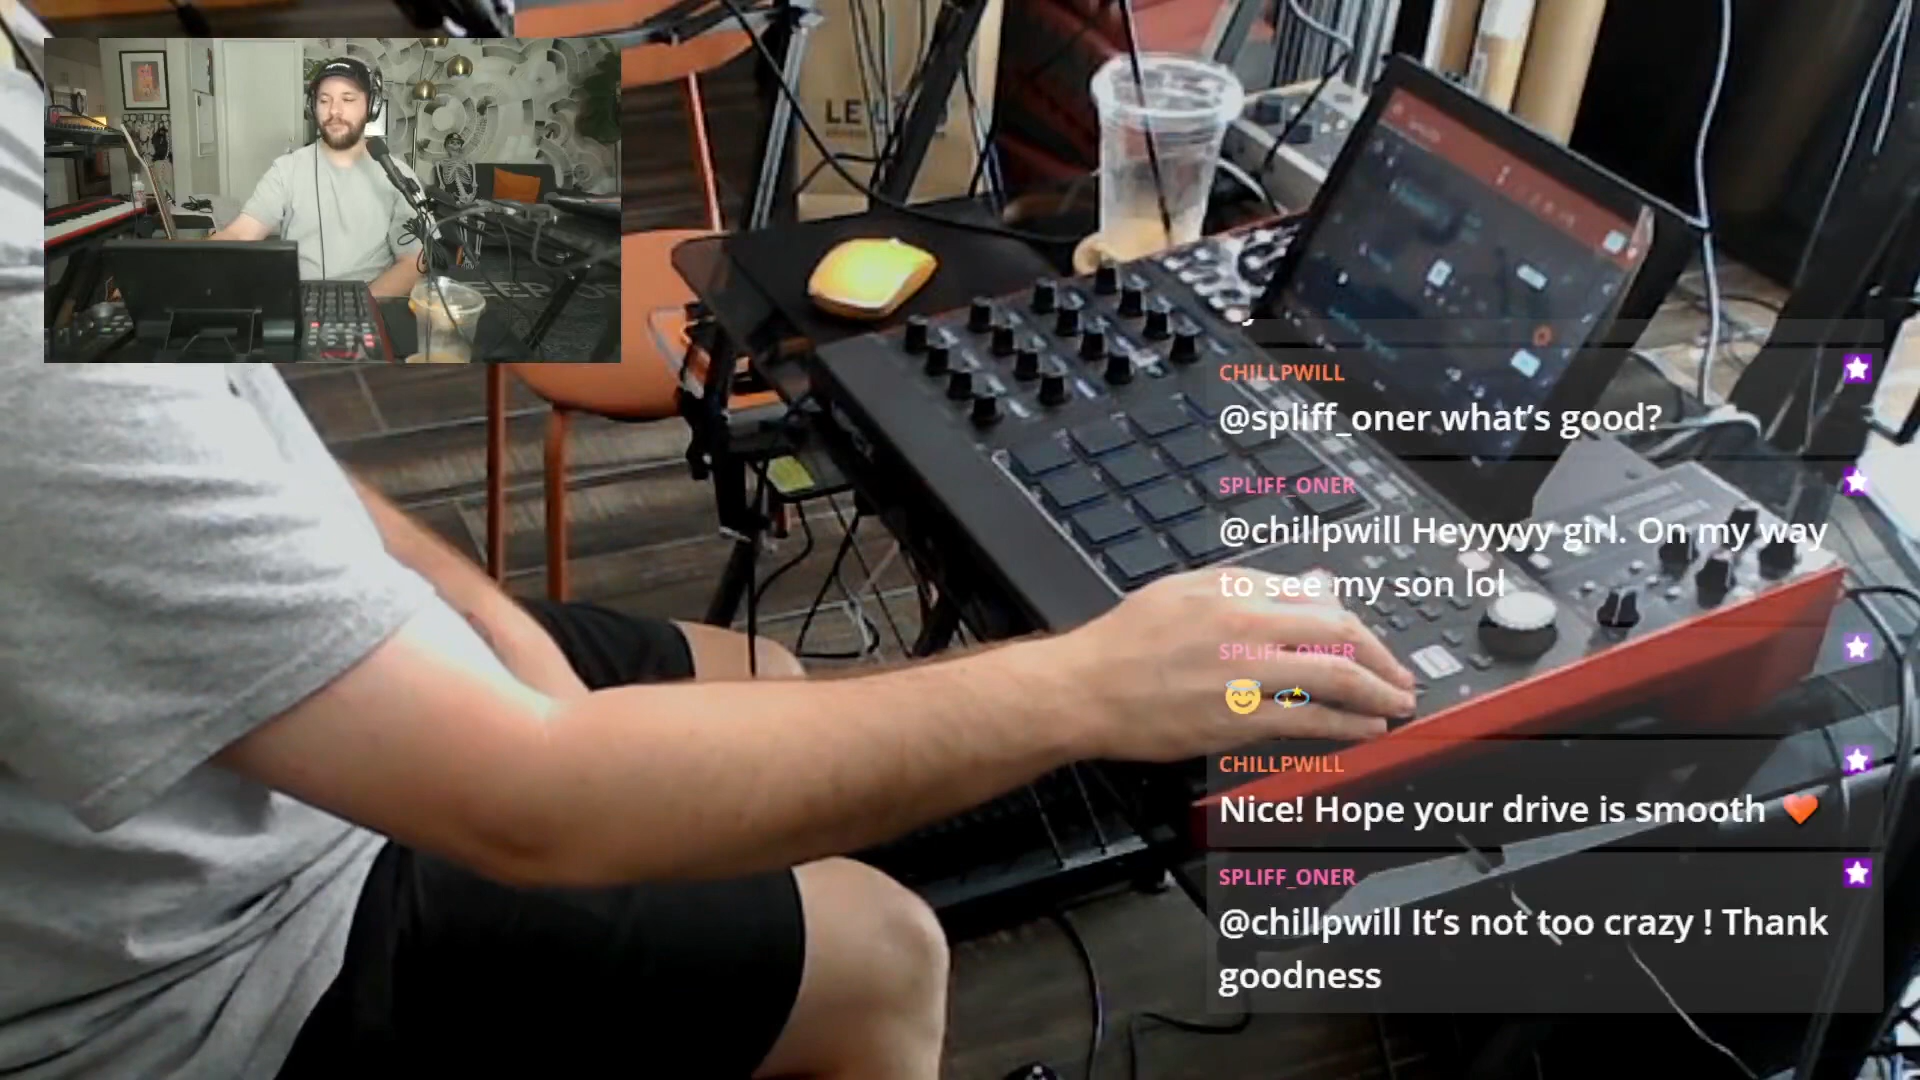 LE L
CHILLPWILL
@spliff_oner what's good?
SPLIFF_ONER
@chillpwill Heyyyyy girl. On my way
to see my son lol
SPLIFF_ONER
😇 💫
CHILLPWILL
Nice! Hope your drive is smooth ❤️
SPLIFF_ONER
@chillpwill It's not too crazy ! Thank
goodness